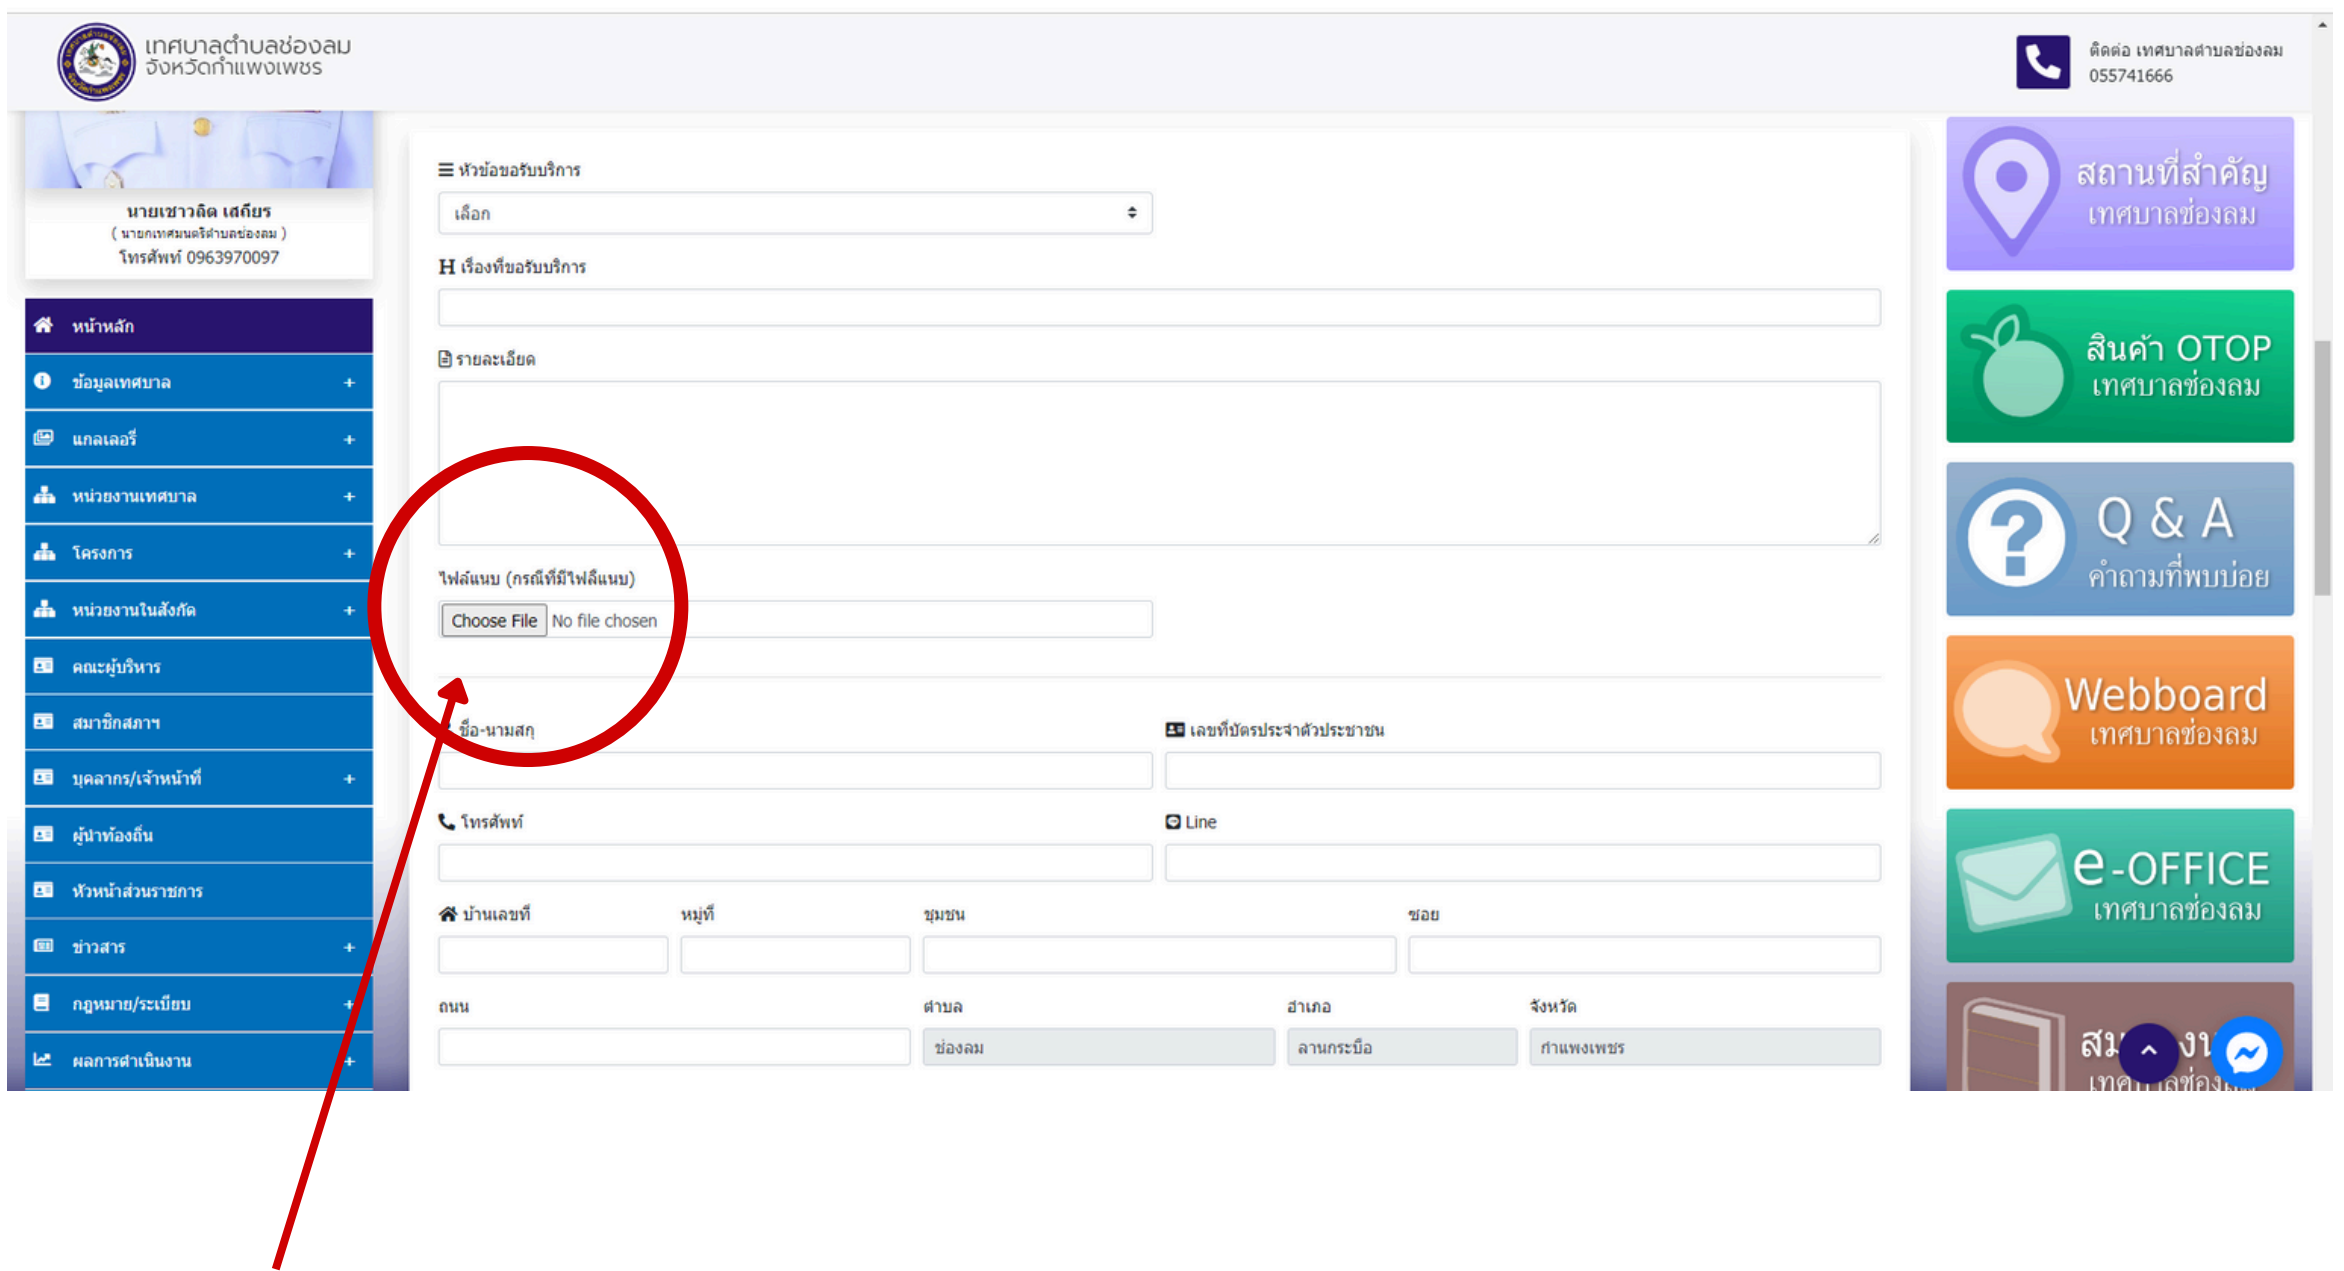 เทศบาลตำบลช่องลม
จังหวัดกำแพงเพชร
ติดต่อ เทศบาลตำบลช่องลม
055741666
นายเชาวลิต เสถียร
( นายกเทศมนตรีตำบลช่องลม )
โทรศัพท์ 0963970097
หน้าหลัก
ข้อมูลเทศบาล +
แกลเลอรี่ +
หน่วยงานเทศบาล +
โครงการ +
หน่วยงานในสังกัด +
คณะผู้บริหาร
สมาชิกสภาฯ
บุคลากร/เจ้าหน้าที่ +
ผู้นำท้องถิ่น
หัวหน้าส่วนราชการ
ข่าวสาร +
กฎหมาย/ระเบียบ +
ผลการดำเนินงาน +
หัวข้อขอรับบริการ
เลือก
เรื่องที่ขอรับบริการ
รายละเอียด
ไฟล์แนบ (กรณีที่มีไฟล์แนบ)
Choose File No file chosen
ชื่อ-นามสกุ
เลขที่บัตรประจำตัวประชาชน
โทรศัพท์
Line
บ้านเลขที่ หมู่ที่ ชุมชน ซอย
ถนน ตำบล อำเภอ จังหวัด
ช่องลม ลานกระบือ กำแพงเพชร
สถานที่สำคัญ
เทศบาลช่องลม
สินค้า OTOP
เทศบาลช่องลม
Q & A
คำถามที่พบบ่อย
Webboard
เทศบาลช่องลม
e-OFFICE
เทศบาลช่องลม